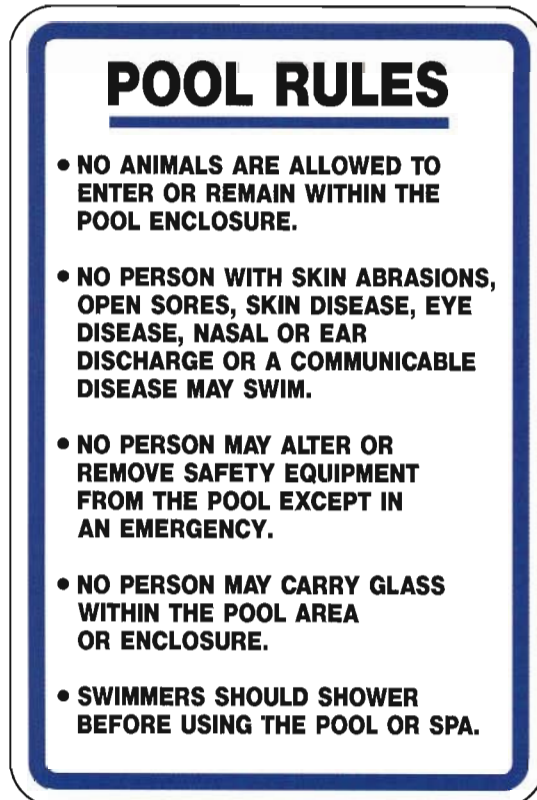 POOL RULES
• NO ANIMALS ARE ALLOWED TO
ENTER OR REMAIN WITHIN THE
POOL ENCLOSURE.
• NO PERSON WITH SKIN ABRASIONS,
OPEN SORES, SKIN DISEASE, EYE
DISEASE, NASAL OR EAR
DISCHARGE OR A COMMUNICABLE
DISEASE MAY SWIM.
• NO PERSON MAY ALTER OR
REMOVE SAFETY EQUIPMENT
FROM THE POOL EXCEPT IN
AN EMERGENCY.
• NO PERSON MAY CARRY GLASS
WITHIN THE POOL AREA
OR ENCLOSURE.
• SWIMMERS SHOULD SHOWER
BEFORE USING THE POOL OR SPA.